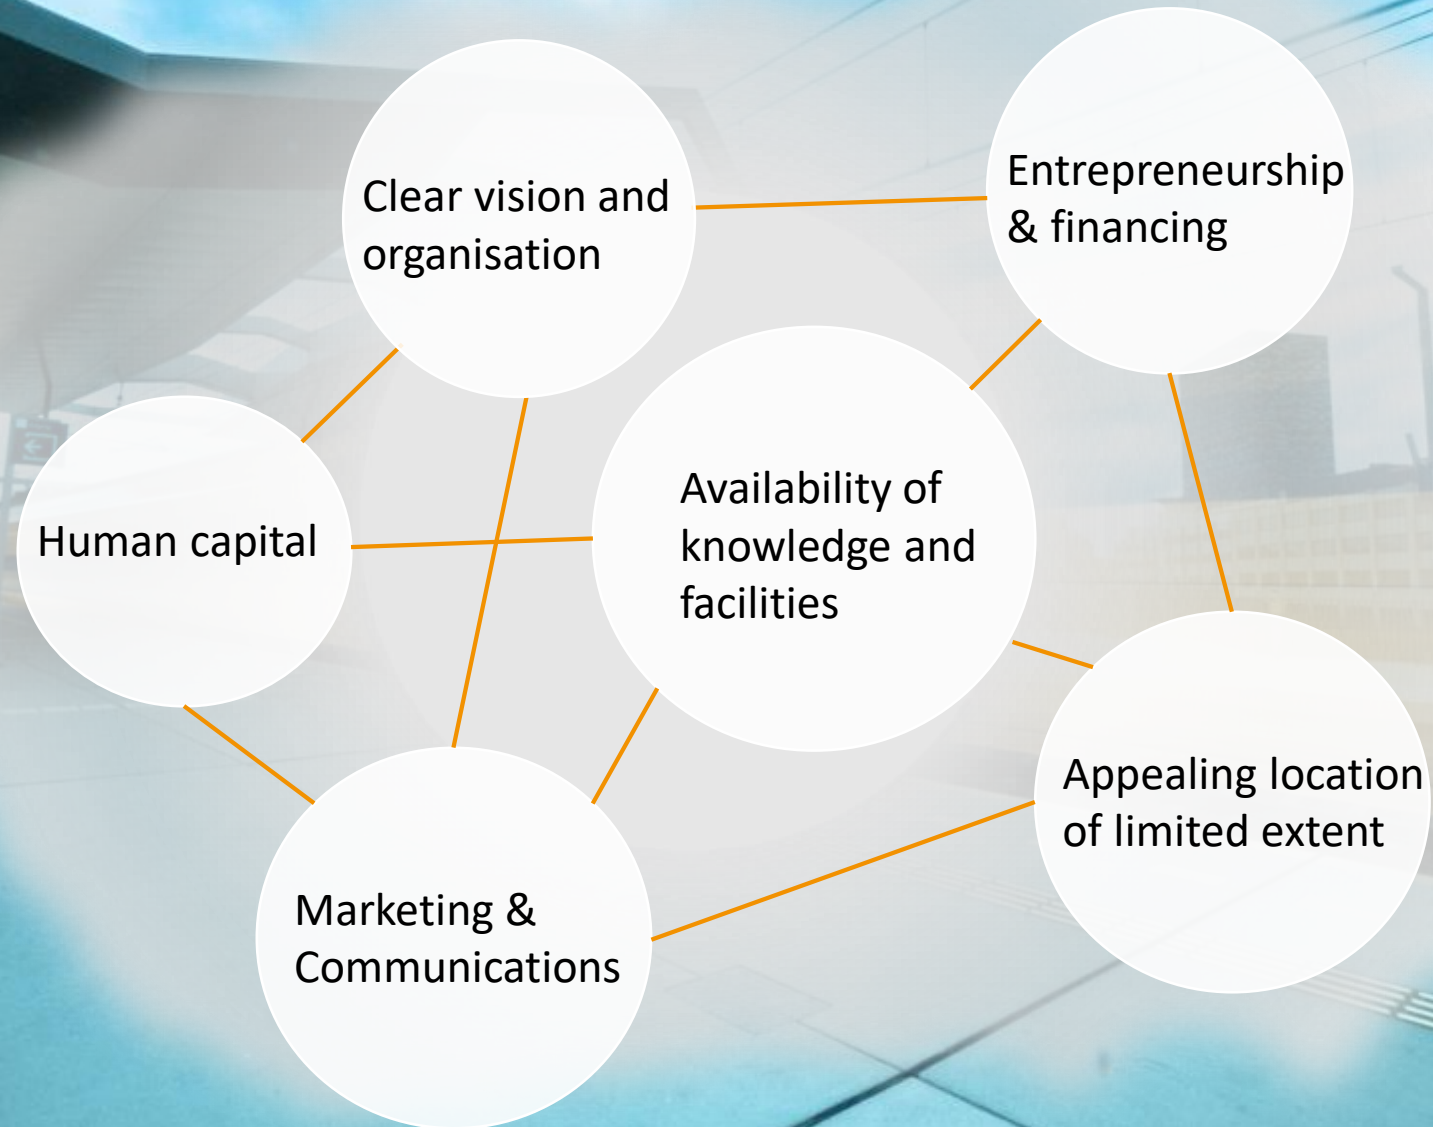 Clear vision and
organisation
Entrepreneurship
& financing
Human capital
Availability of
knowledge and
facilities
Appealing location
of limited extent
Marketing &
Communications